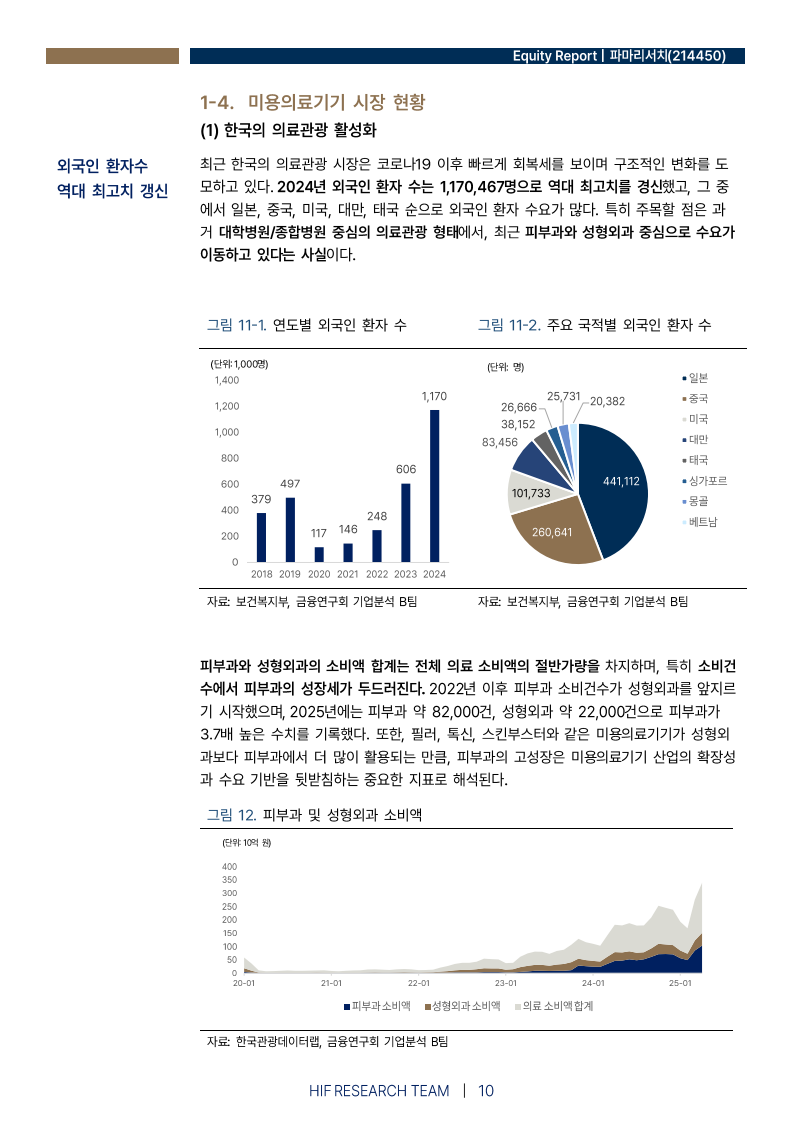 Equity Report | 파마리서치(214450)
1-4. 미용의료기기 시장 현황
(1) 한국의 의료관광 활성화
외국인 환자수
역대 최고치 갱신
최근 한국의 의료관광 시장은 코로나19 이후 빠르게 회복세를 보이며 구조적인 변화를 도
모하고 있다. 2024년 외국인 환자 수는 1,170,467명으로 역대 최고치를 경신했고, 그 중
에서 일본, 중국, 미국, 대만, 태국 순으로 외국인 환자 수요가 많다. 특히 주목할 점은 과
거 대학병원/종합병원 중심의 의료관광 형태에서, 최근 피부과와 성형외과 중심으로 수요가
이동하고 있다는 사실이다.
그림 11-1. 연도별 외국인 환자 수
(단위:1,000명)
1,400
1,200
1,000
800
600
400
200
0
379
497
117
146
248
606
1,170
2018 2019 2020 2021 2022 2023 2024
자료: 보건복지부, 금융연구회 기업분석 B팀
그림 11-2. 주요 국적별 외국인 환자 수
(단위: 명)
441,112
260,641
101,733
83,456
38,152
26,666
25,731
20,382
일본
중국
미국
대만
태국
싱가포르
몽골
베트남
자료: 보건복지부, 금융연구회 기업분석 B팀
피부과와 성형외과의 소비액 합계는 전체 의료 소비액의 절반가량을 차지하며, 특히 소비건
수에서 피부과의 성장세가 두드러진다. 2022년 이후 피부과 소비건수가 성형외과를 앞지르
기 시작했으며, 2025년에는 피부과 약 82,000건, 성형외과 약 22,000건으로 피부과가
3.7배 높은 수치를 기록했다. 또한, 필러, 톡신, 스킨부스터와 같은 미용의료기기가 성형외
과보다 피부과에서 더 많이 활용되는 만큼, 피부과의 고성장은 미용의료기기 산업의 확장성
과 수요 기반을 뒷받침하는 중요한 지표로 해석된다.
그림 12. 피부과 및 성형외과 소비액
(단위: 10억 원)
400
350
300
250
200
150
100
50
0
20-01 21-01 22-01 23-01 24-01 25-01
피부과 소비액 성형외과 소비액 의료 소비액 합계
자료: 한국관광데이터랩, 금융연구회 기업분석 B팀
HIF RESEARCH TEAM | 10